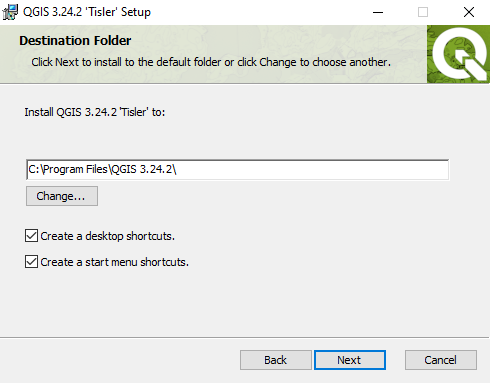 QGIS 3.24.2 'Tisler' Setup
Destination Folder
Click Next to install to the default folder or click Change to choose another.
Install QGIS 3.24.2 'Tisler' to:
C:\Program Files\QGIS 3.24.2\
Change...
Create a desktop shortcuts.
Create a start menu shortcuts.
Back Next Cancel